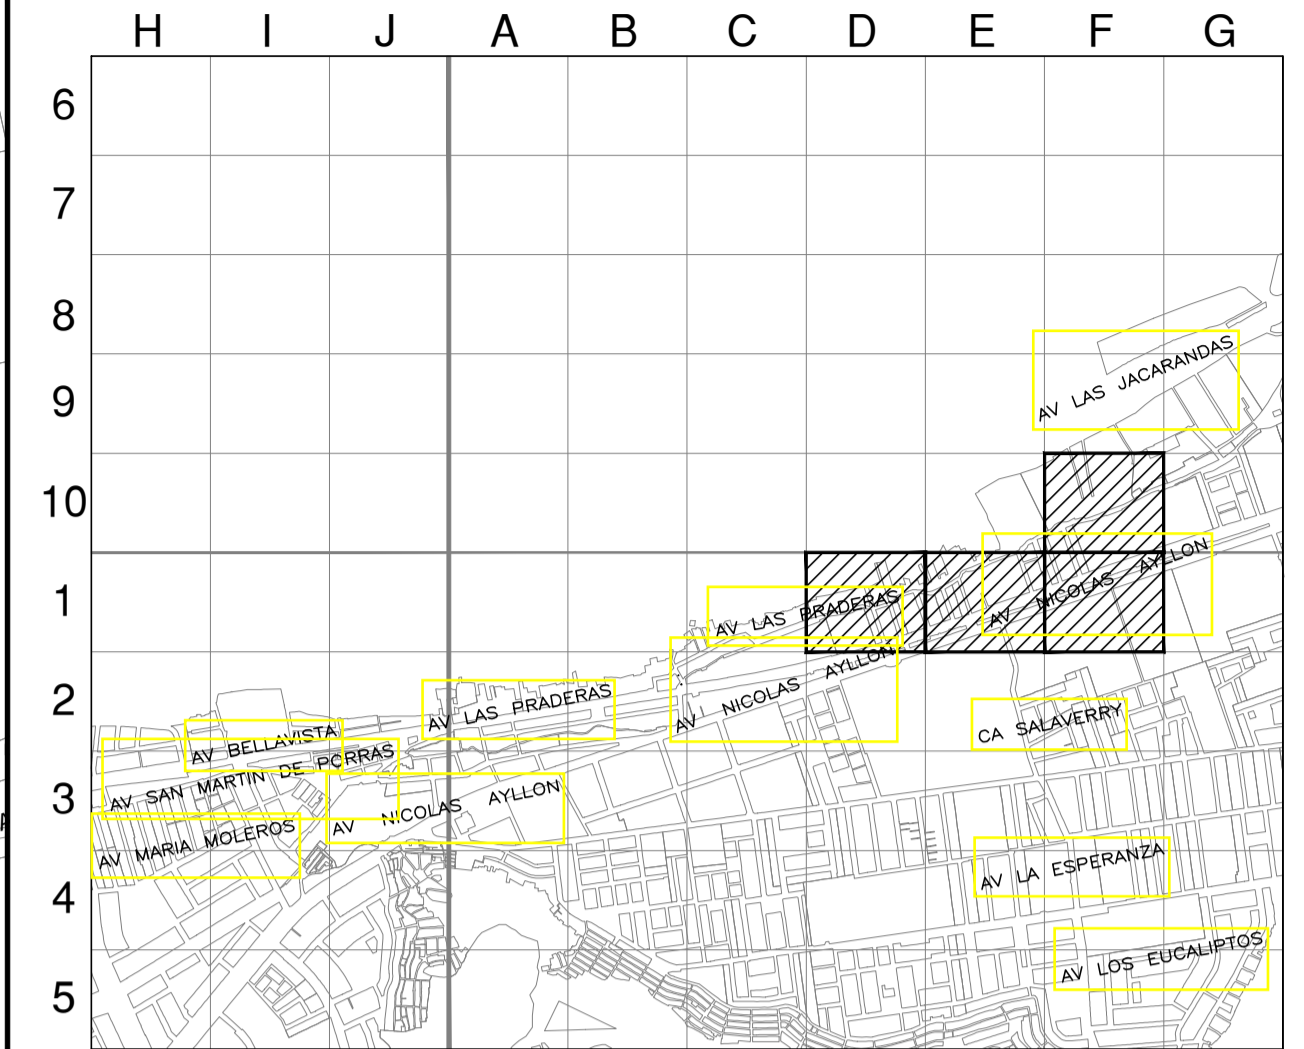 H I J A B C D E F G
6
7
8
AV LAS JACARANDAS
9
10
AV NICOLAS AYLLON
1
AV LAS PRADERAS
AV NICOLAS AYLLON
2
AV LAS PRADERAS
CA SALAVERRY
AV BELLAVISTA
AV SAN MARTIN DE PORRAS
3
AV NICOLAS AYLLON
AV MARIA MOLEROS
AV LA ESPERANZA
4
AV LOS EUCALIPTOS
5